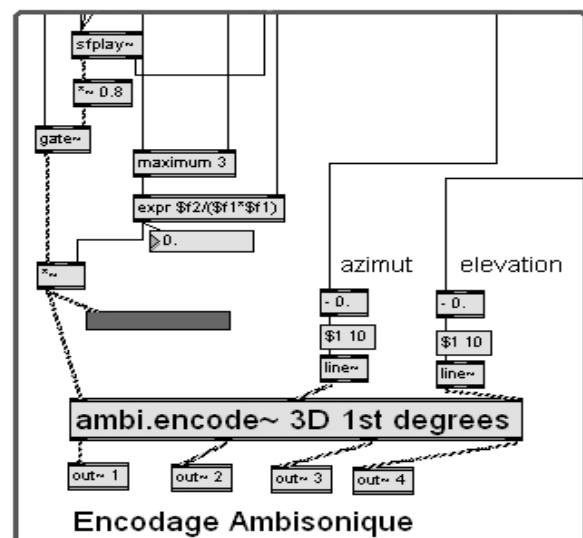 sfplay~
*~ 0.8
gate~
maximum 3
expr $f2/($f1*$f1)
0.
*~
azimut
elevation
- 0.
- 0.
$1 10
$1 10
line~
line~
ambi.encode~ 3D 1st degrees
out~ 1
out~ 2
out~ 3
out~ 4
Encodage Ambisonique